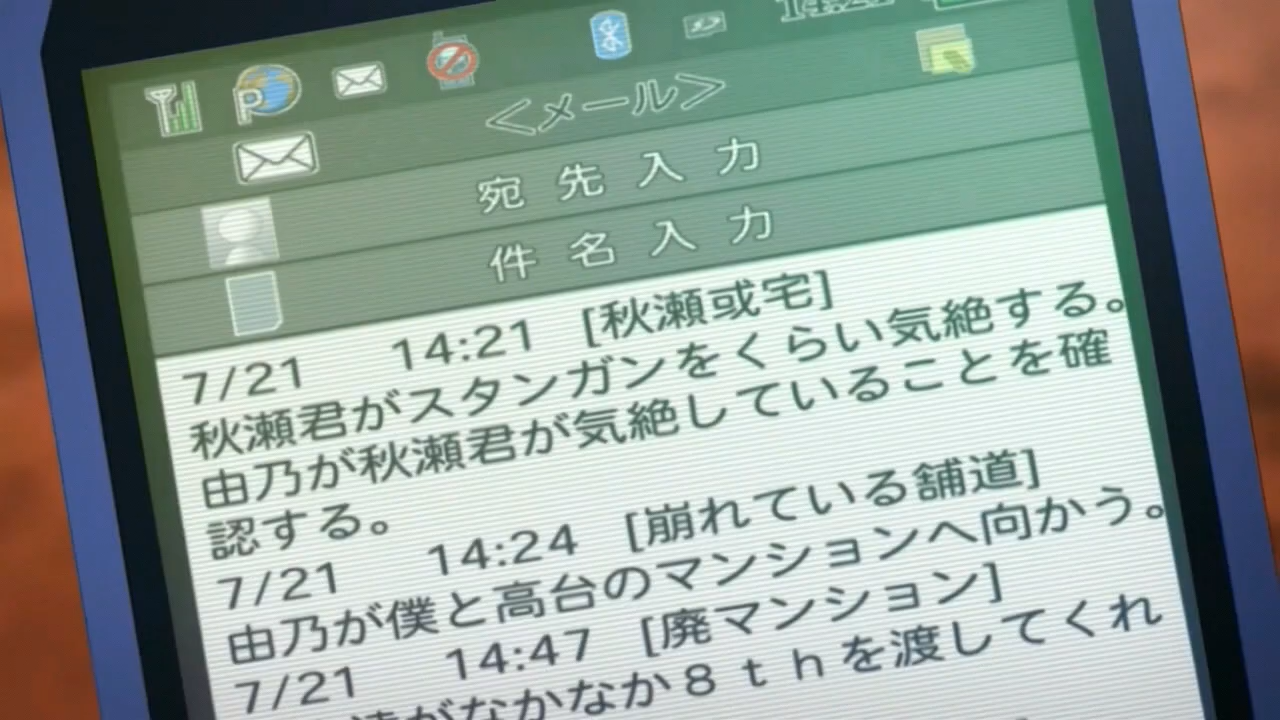 P
<メール>
宛先入力
件名入力
7/21 14:21 [秋瀬或宅]
秋瀬君がスタンガンをくらい気絶する。
由乃が秋瀬君が気絶していることを確
認する。
7/21 14:24 [崩れている舗道]
由乃が僕と高台のマンションへ向かう。
7/21 14:47 [廃マンション]
がなかなか8thを渡してくれ